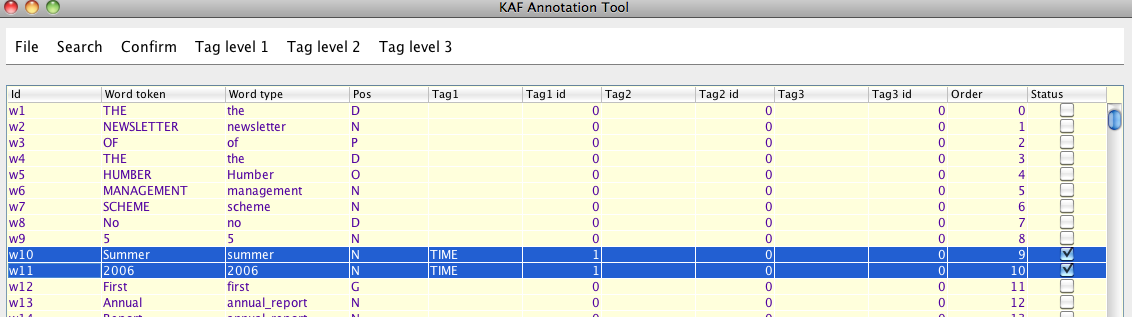 KAF Annotation Tool
File Search Confirm Tag level 1 Tag level 2 Tag level 3
Id Word token Word type Pos Tag1 Tag1 id Tag2 Tag2 id Tag3 Tag3 id Order Status
w1 THE the D 0 0 0 0
w2 NEWSLETTER newsletter N 0 0 0 1
w3 OF of P 0 0 0 2
w4 THE the D 0 0 0 3
w5 HUMBER Humber O 0 0 0 4
w6 MANAGEMENT management N 0 0 0 5
w7 SCHEME scheme N 0 0 0 6
w8 No no D 0 0 0 7
w9 5 5 N 0 0 0 8
w10 Summer summer N TIME 1 0 0 9
w11 2006 2006 N TIME 1 0 0 10
w12 First first G 0 0 0 11
w13 Annual annual_report N 0 0 0 12
w14 Report annual_report N 0 0 0 13